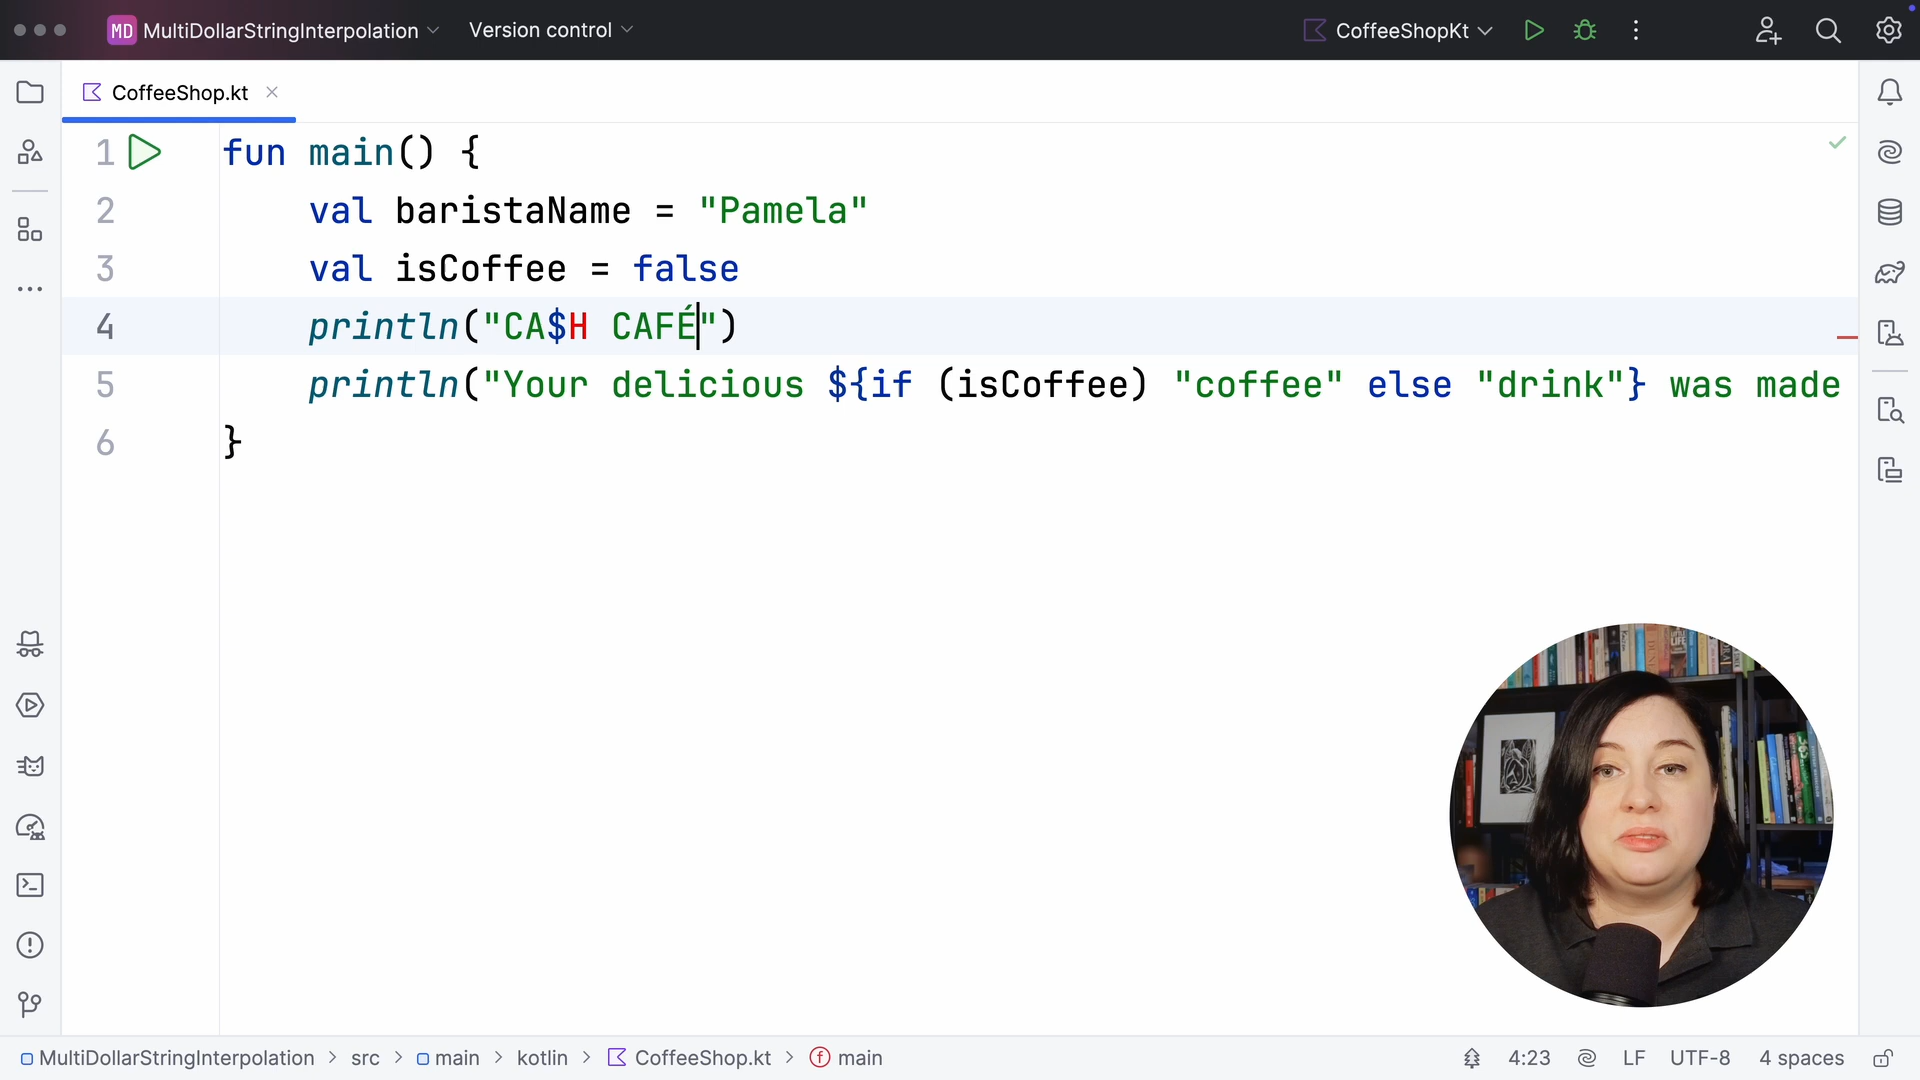 MD MultiDollarStringInterpolation Version control CoffeeShopKt
CoffeeShop.kt
1 fun main() {
2 val baristaName = "Pamela"
3 val isCoffee = false
4 println("CA$H CAFÉ")
5 println("Your delicious ${if (isCoffee) "coffee" else "drink"} was made
6 }
MultiDollarStringInterpolation > src > main > kotlin > CoffeeShop.kt > main 4:23 LF UTF-8 4 spaces